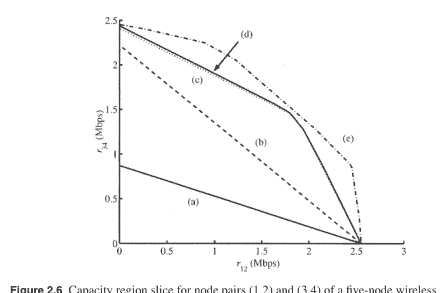 2.5
(d)
2
(c)
1.5
r34 (Mbps)
(e)
(b)
1
0.5
(a)
0
0
0.5
1
1.5
2
2.5
3
r12 (Mbps)
Figure 2.6 Capacity region slice for node pairs (1,2) and (3,4) of a five-node wireless